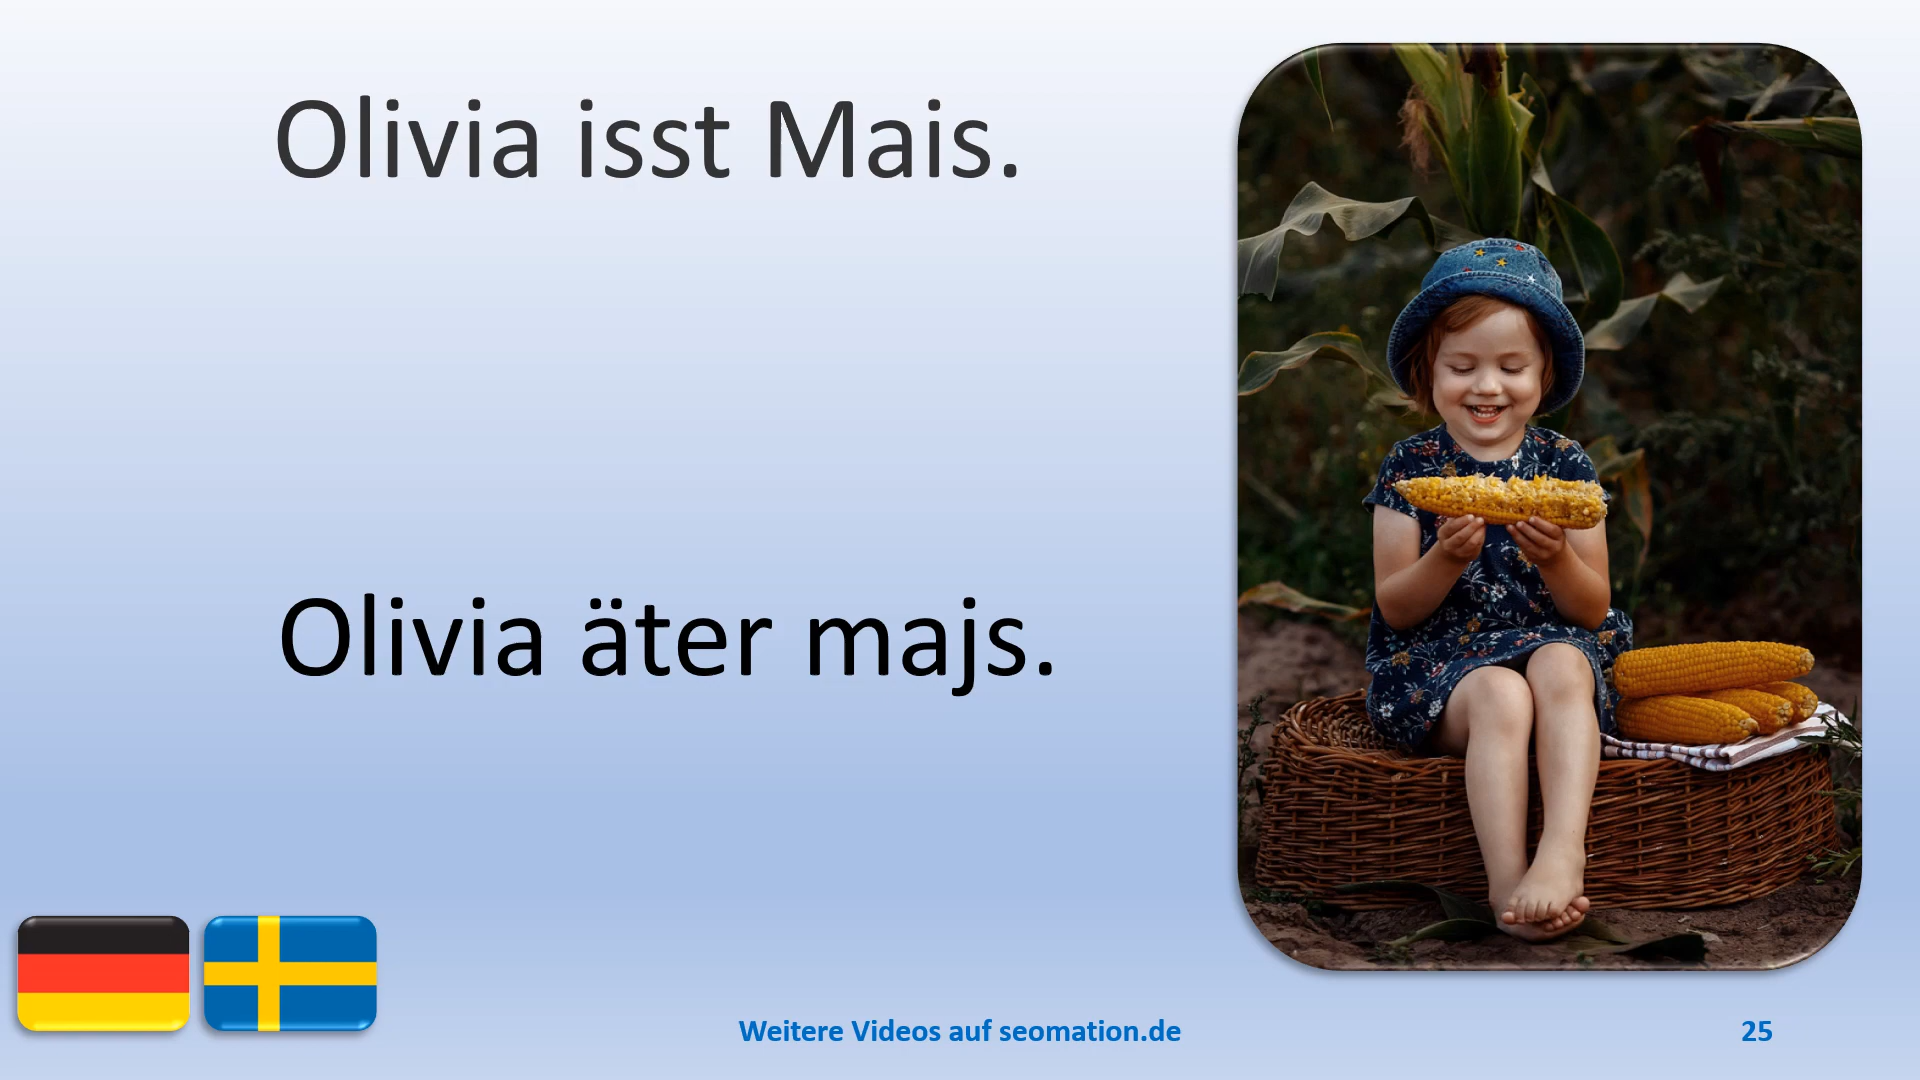 Olivia isst Mais.
Olivia äter majs.
Weitere Videos auf seomation.de
25